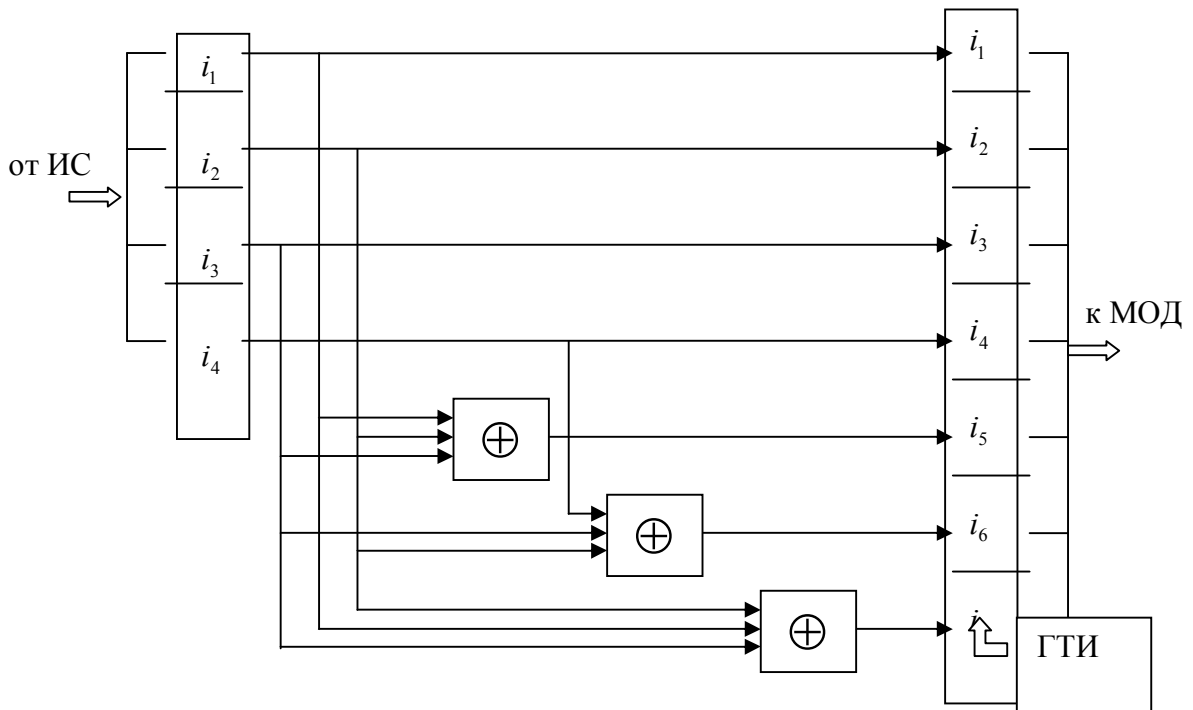 от ИС
i₁
i₂
i₃
i₄
⊕
⊕
⊕
i₁
i₂
i₃
i₄
i₅
i₆
i
к МОД
ГТИ